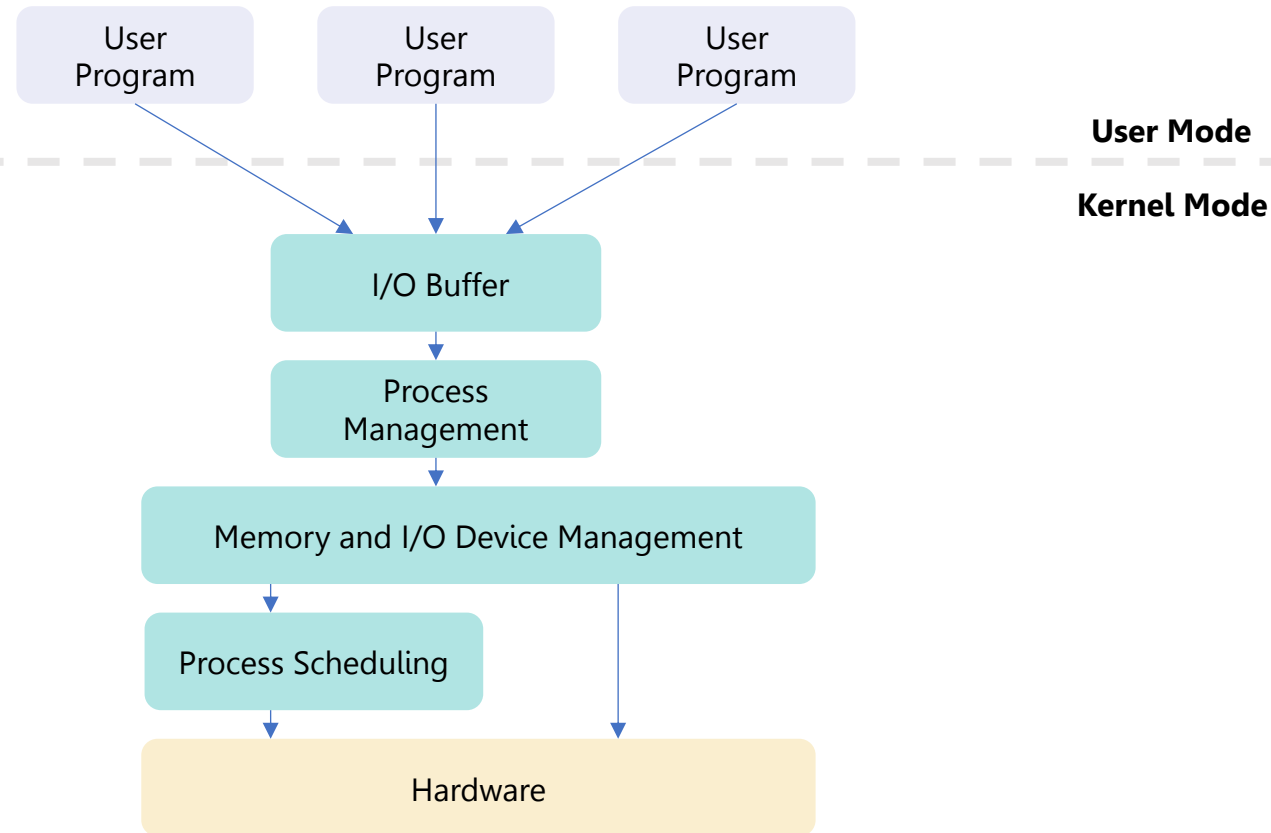 User
Program
User
Program
User
Program
User Mode
Kernel Mode
I/O Buffer
Process
Management
Memory and I/O Device Management
Process Scheduling
Hardware